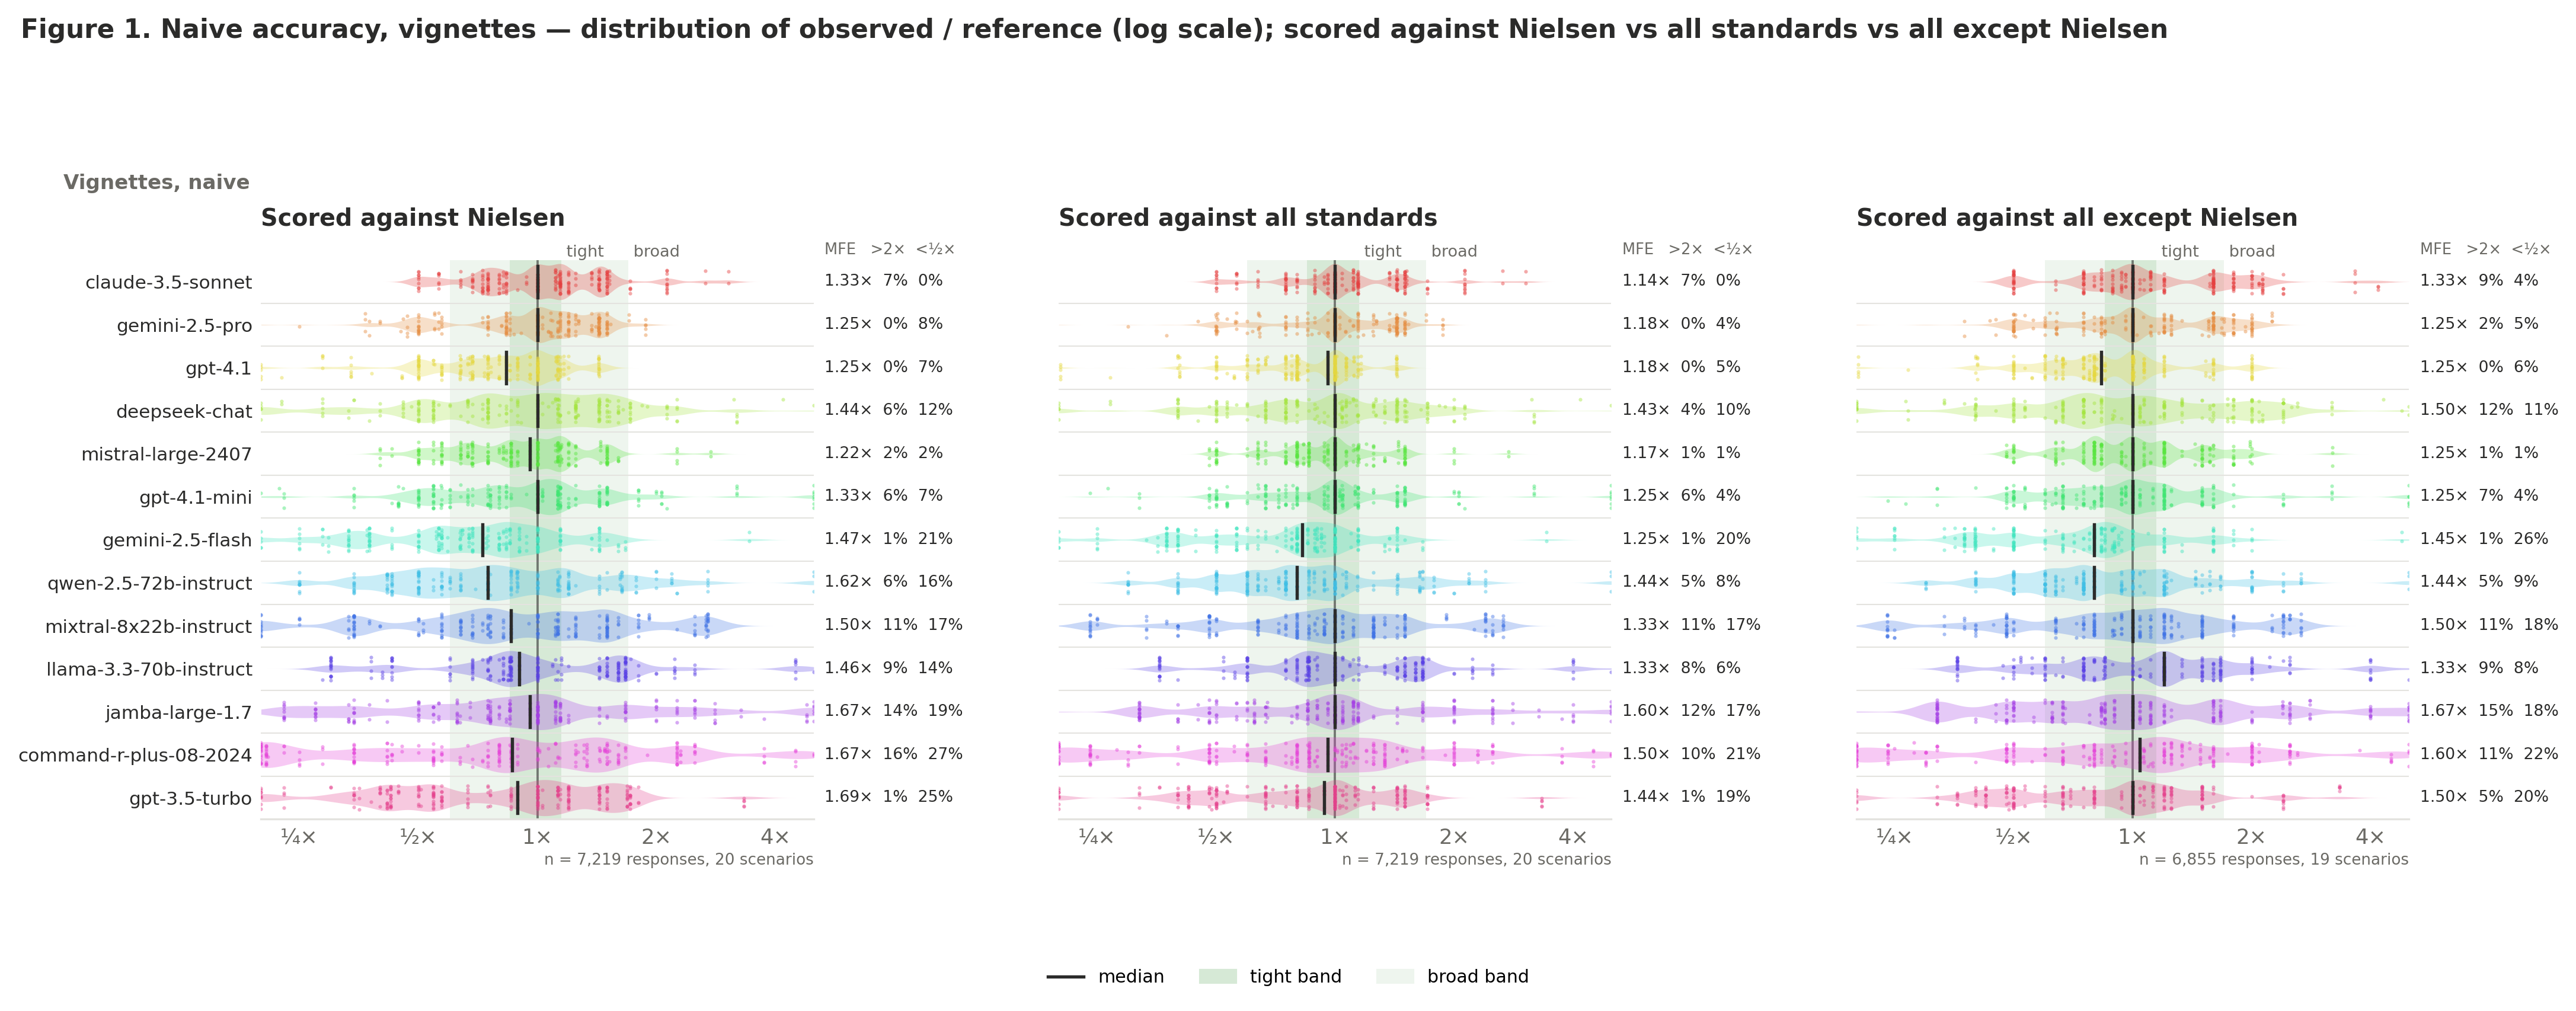 Figure 1. Naive accuracy, vignettes — distribution of observed / reference (log scale); scored against Nielsen vs all standards vs all except Nielsen
Vignettes, naive
Scored against Nielsen
tight broad
MFE >2× <½×
claude-3.5-sonnet 1.33× 7% 0%
gemini-2.5-pro 1.25× 0% 8%
gpt-4.1 1.25× 0% 7%
deepseek-chat 1.44× 6% 12%
mistral-large-2407 1.22× 2% 2%
gpt-4.1-mini 1.33× 6% 7%
gemini-2.5-flash 1.47× 1% 21%
qwen-2.5-72b-instruct 1.62× 6% 16%
mixtral-8x22b-instruct 1.50× 11% 17%
llama-3.3-70b-instruct 1.46× 9% 14%
jamba-large-1.7 1.67× 14% 19%
command-r-plus-08-2024 1.67× 16% 27%
gpt-3.5-turbo 1.69× 1% 25%
¼× ½× 1× 2× 4×
n = 7,219 responses, 20 scenarios
Scored against all standards
tight broad
MFE >2× <½×
1.14× 7% 0%
1.18× 0% 4%
1.18× 0% 5%
1.43× 4% 10%
1.17× 1% 1%
1.25× 6% 4%
1.25× 1% 20%
1.44× 5% 8%
1.33× 11% 17%
1.33× 8% 6%
1.60× 12% 17%
1.50× 10% 21%
1.44× 1% 19%
¼× ½× 1× 2× 4×
n = 7,219 responses, 20 scenarios
Scored against all except Nielsen
tight broad
MFE >2× <½×
1.33× 9% 4%
1.25× 2% 5%
1.25× 0% 6%
1.50× 12% 11%
1.25× 1% 1%
1.25× 7% 4%
1.45× 1% 26%
1.44× 5% 9%
1.50× 11% 18%
1.33× 9% 8%
1.67× 15% 18%
1.60× 11% 22%
1.50× 5% 20%
¼× ½× 1× 2× 4×
n = 6,855 responses, 19 scenarios
median tight band broad band